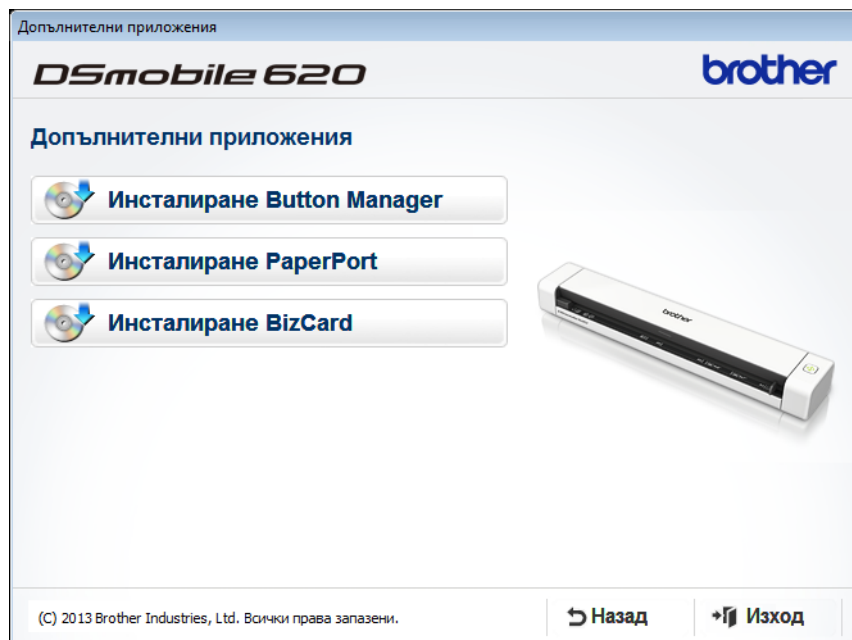 Допълнителни приложения
DSmobile 620
brother
Допълнителни приложения
Инсталиране Button Manager
Инсталиране PaperPort
Инсталиране BizCard
brother
(C) 2013 Brother Industries, Ltd. Всички права запазени.
Назад
Изход